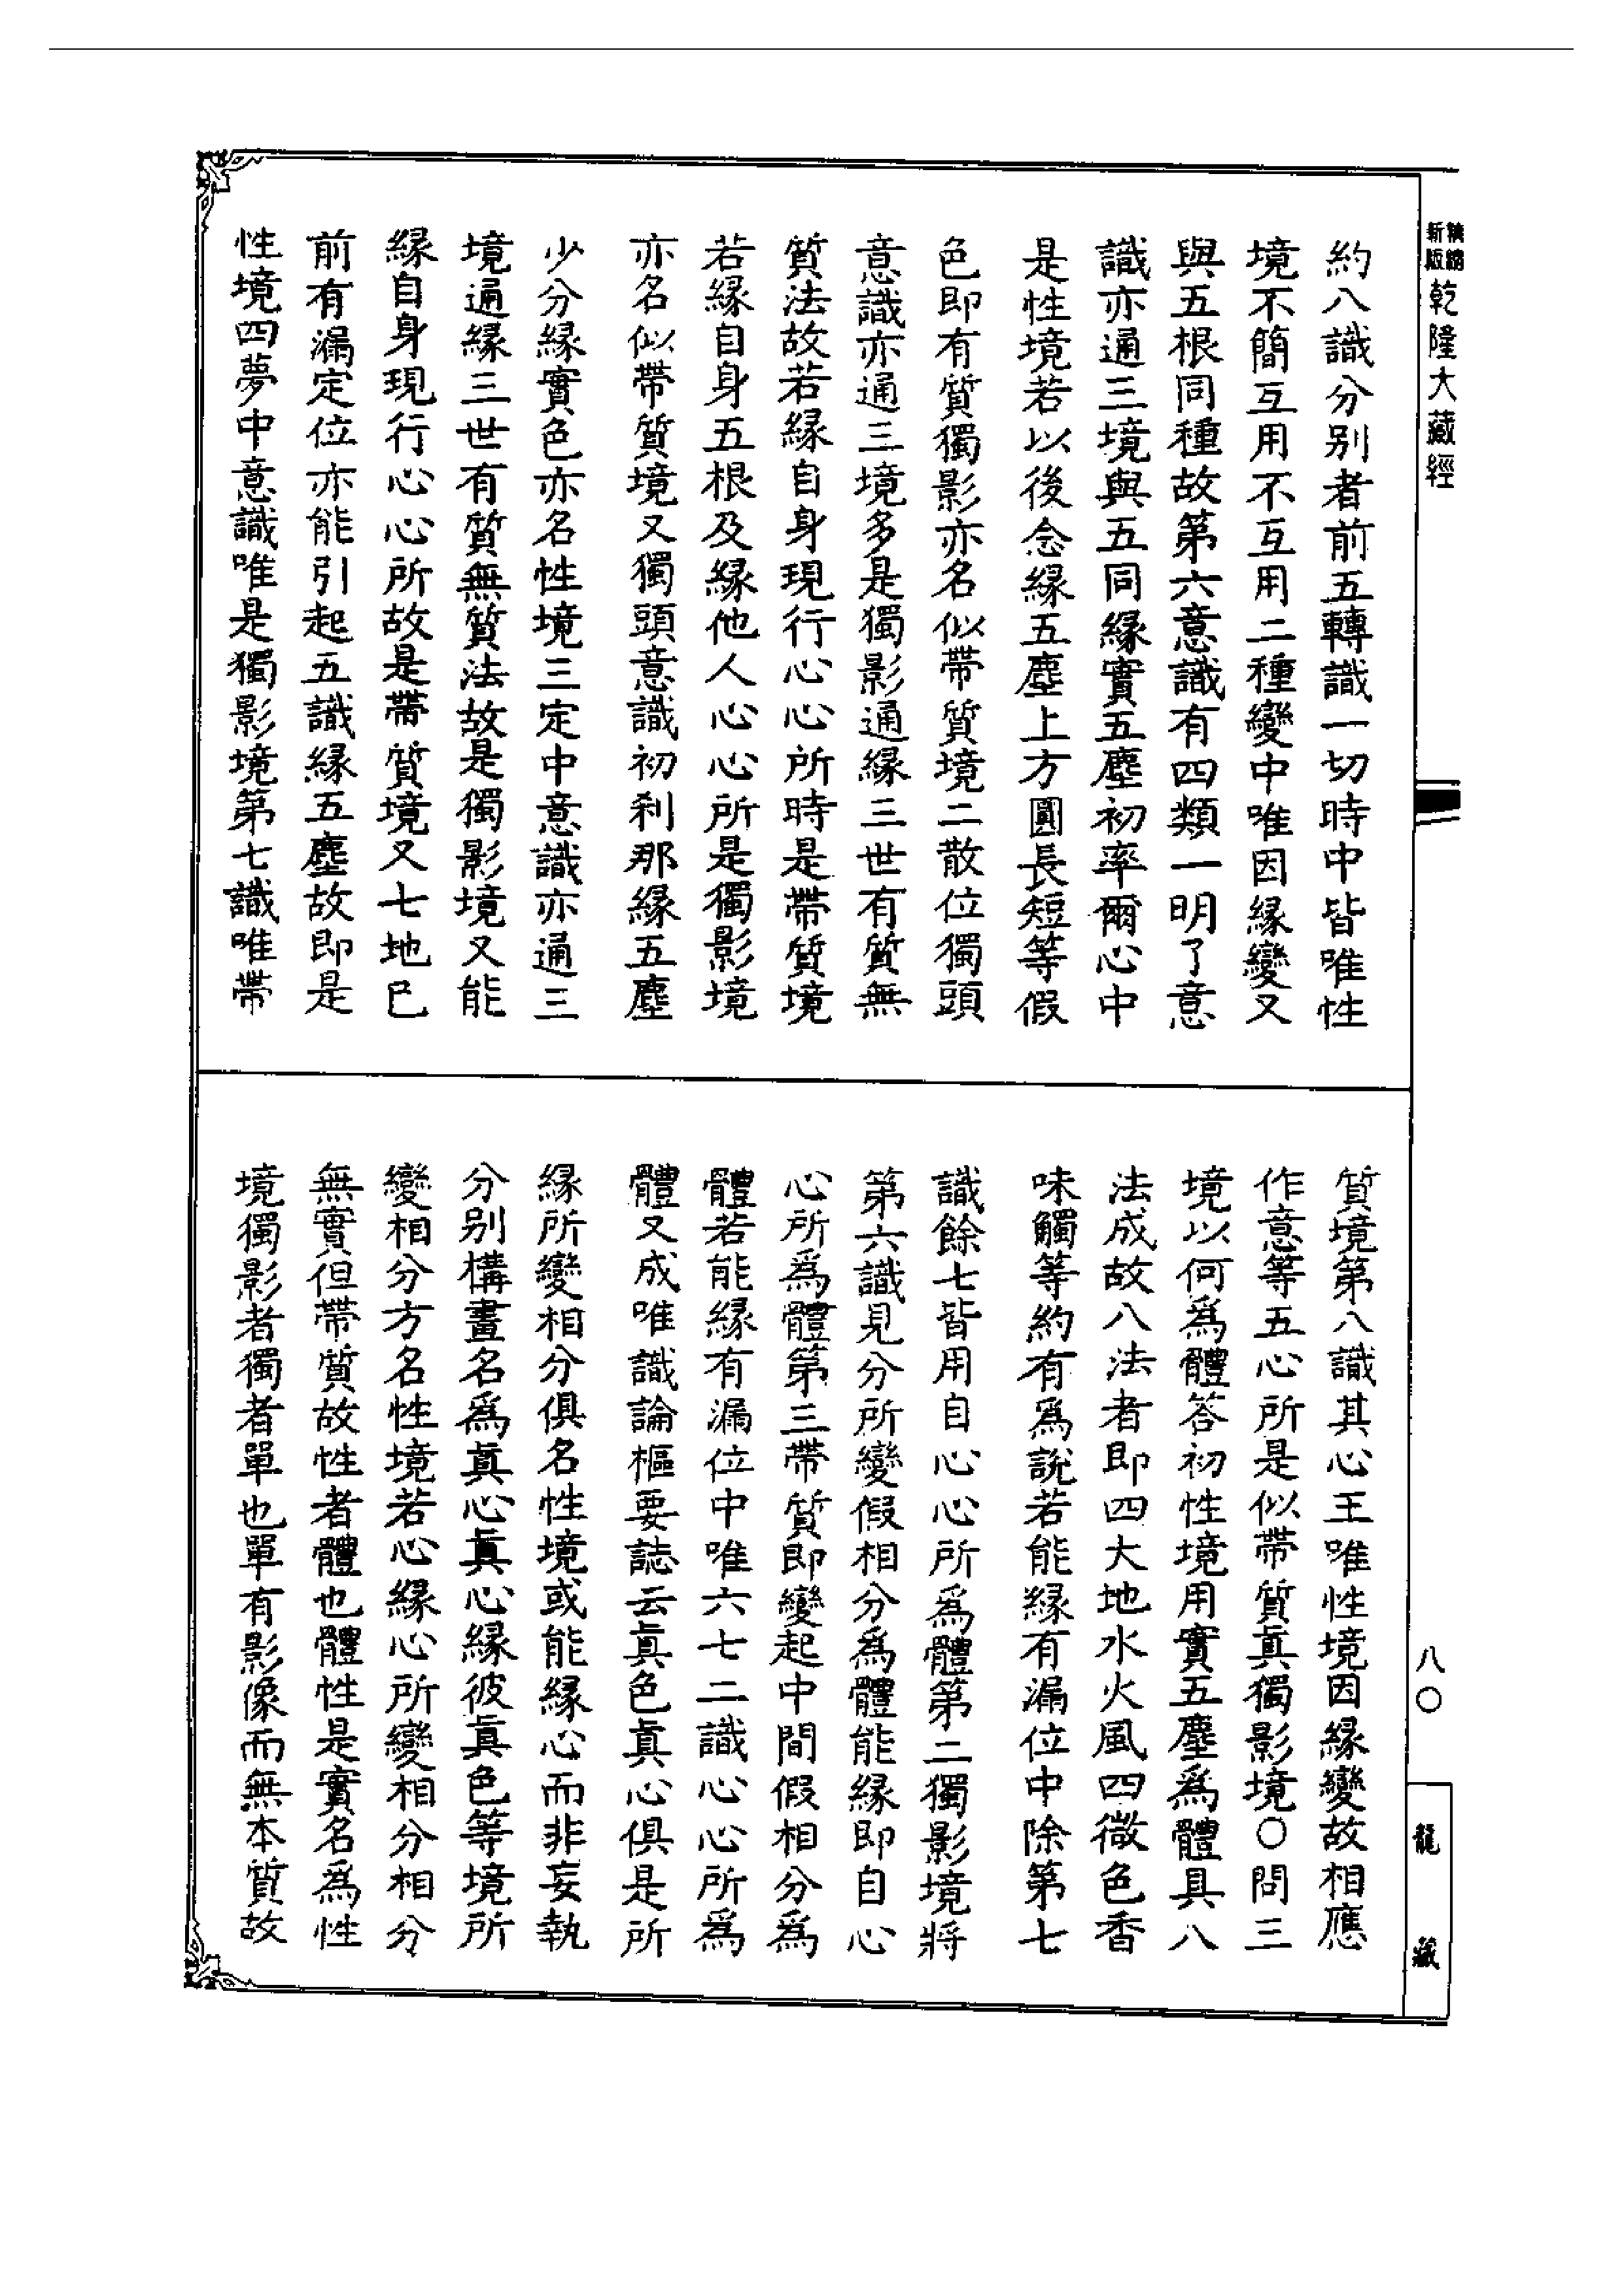 精縮新版乾隆大藏經
約八識分别者前五轉識一切時中皆唯性
境不簡互用不互用二種變中唯因緣變又
與五根同種故第六意識有四類一明了意
識亦通三境與五同緣實五塵初率爾心中
是性境若以後念緣五塵上方圓長短等假
色即有質獨影亦名似帶質境二散位獨頭
意識亦通三境多是獨影通緣三世有質無
質法故若緣自身現行心心所時是帶質境
若緣自身五根及緣他人心心所是獨影境
亦名似帶質境又獨頭意識初刹那緣五塵
少分緣實色亦名性境三定中意識亦通三
境通緣三世有質無質法故是獨影境又能
緣自身現行心心所故是帶質境又七地已
前有漏定位亦能引起五識緣五塵故即是
性境四夢中意識唯是獨影境第七識唯帶
質境第八識其心王唯性境因緣變故相應
作意等五心所是似帶質真獨影境〇問三
境以何爲體答初性境用實五塵爲體具八
法成故八法者即四大地水火風四微色香
味觸等約有爲說若能緣有漏位中除第七
識餘七皆用自心心所爲體第二獨影境將
第六識見分所變假相分爲體能緣即自心
心所爲體第三帶質即變起中間假相分爲
體若能緣有漏位中唯六七二識心心所爲
體又成唯識論樞要誌云真色真心俱是所
緣所變相分俱名性境或能緣心而非妄執
分别構畫名爲真心真心緣彼真色等境所
變相分方名性境若心緣心所變相分相分
無實但帶質故性者體也體性是實名爲性
境獨影者獨者單也單有影像而無本質故
八〇
龍藏